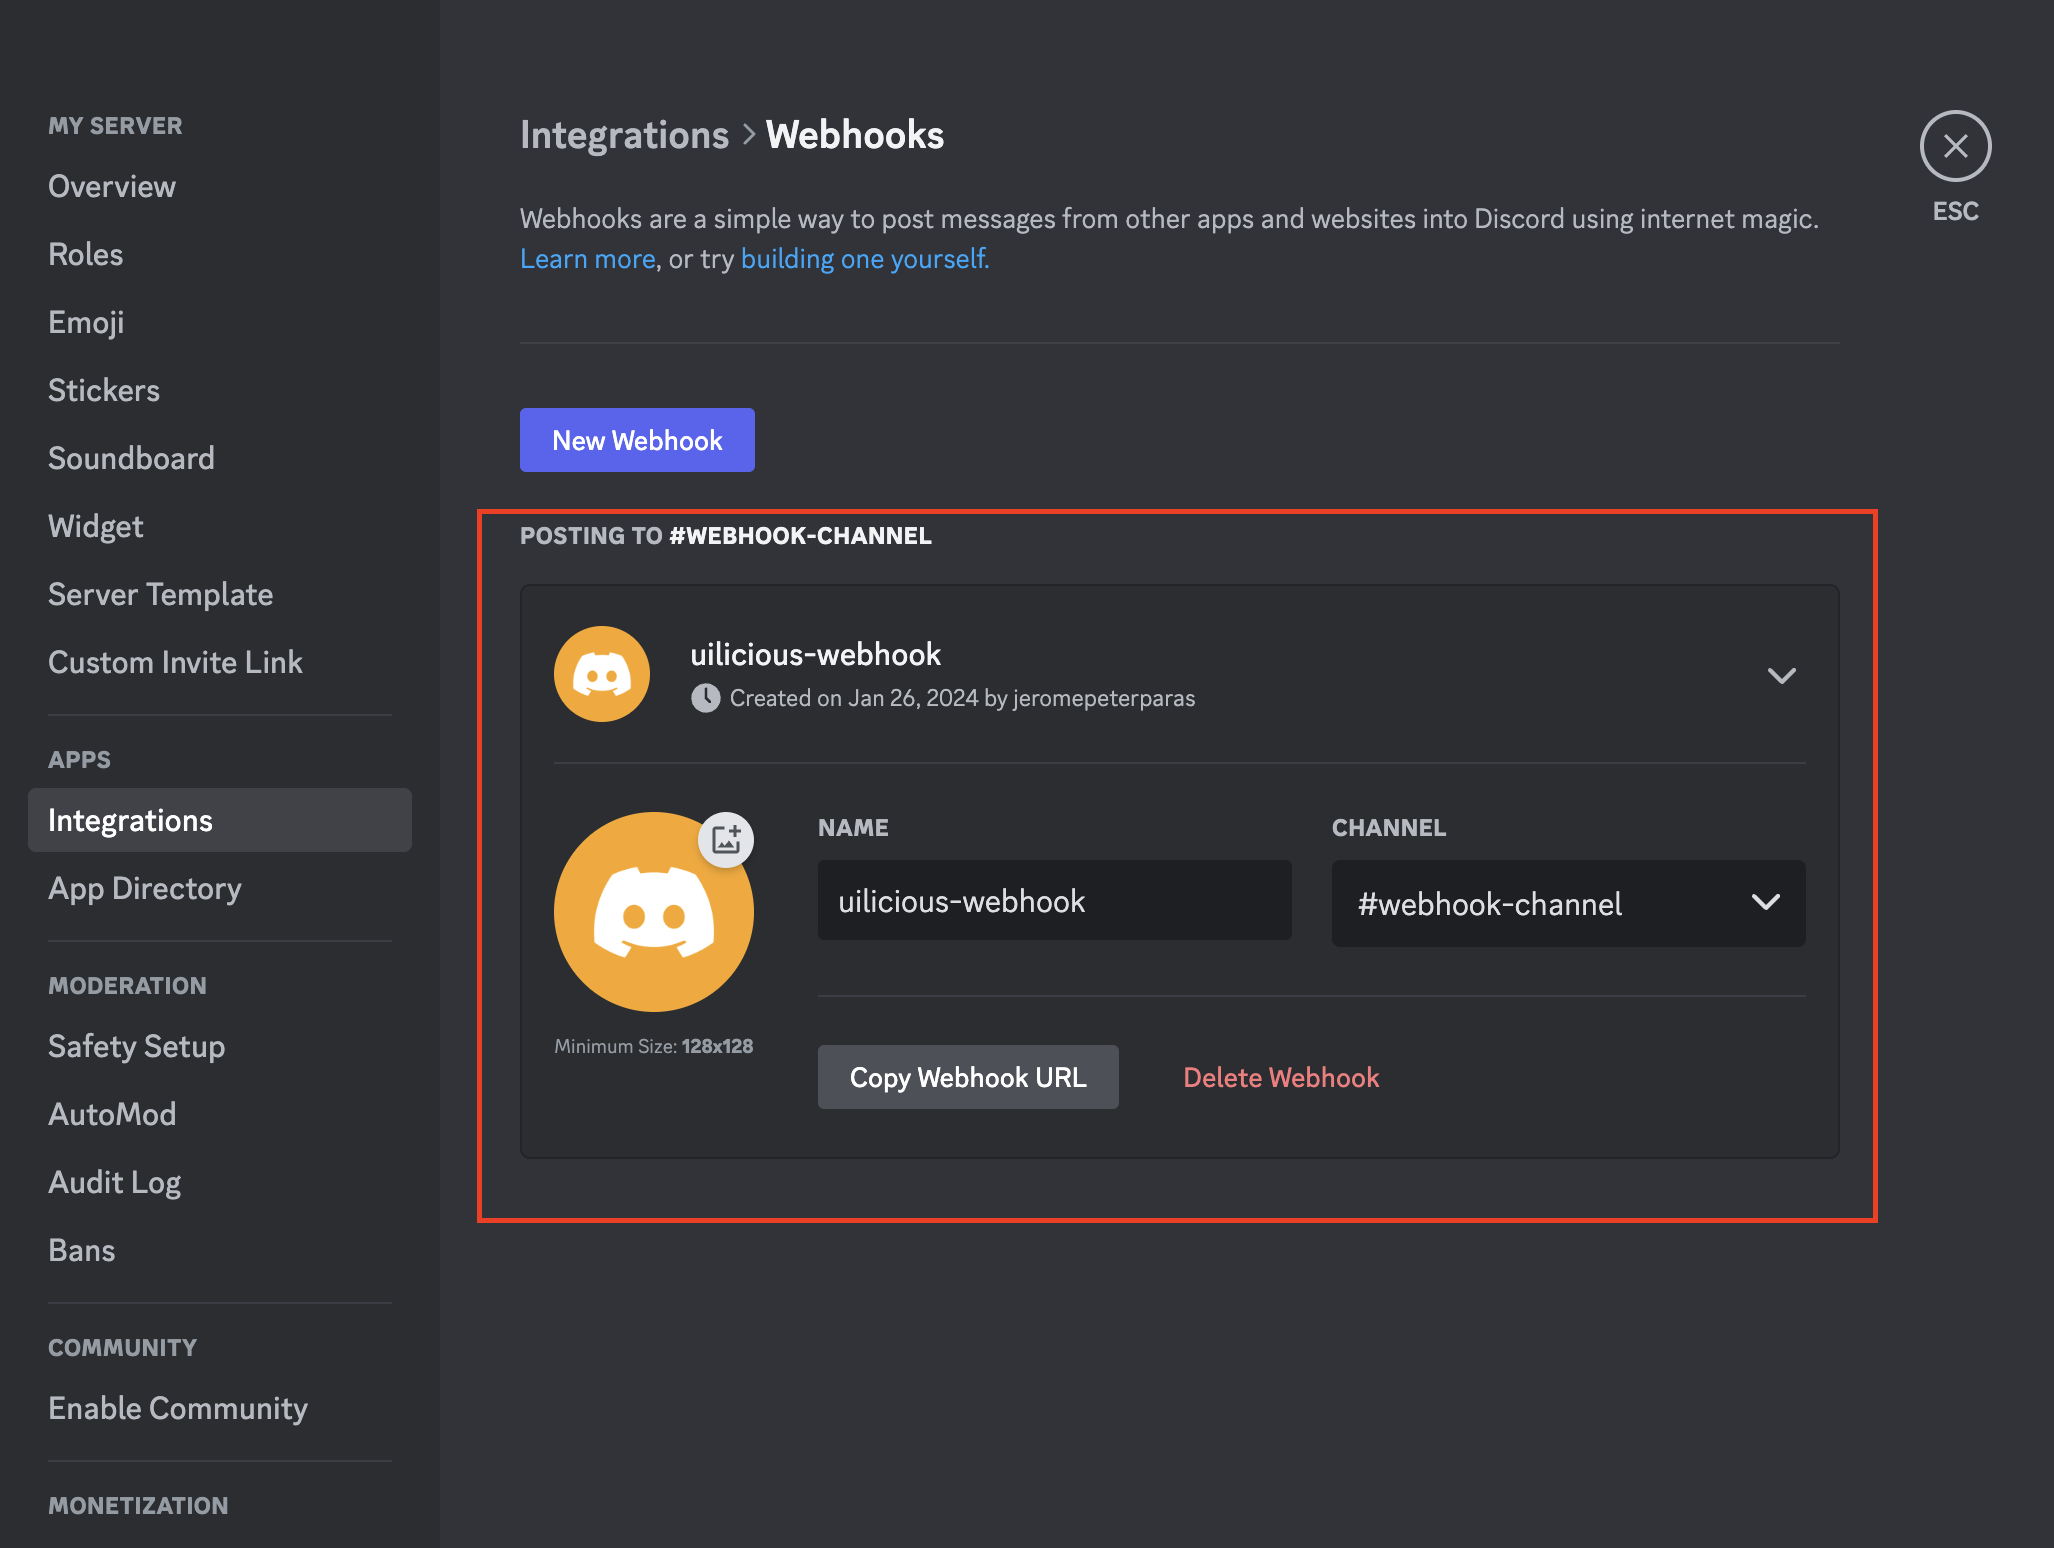 MY SERVER
Overview
Roles
Emoji
Stickers
Soundboard
Widget
Server Template
Custom Invite Link
APPS
Integrations
App Directory
MODERATION
Safety Setup
AutoMod
Audit Log
Bans
COMMUNITY
Enable Community
MONETIZATION
Integrations > Webhooks
Webhooks are a simple way to post messages from other apps and websites into Discord using internet magic.
Learn more, or try building one yourself.
New Webhook
POSTING TO #WEBHOOK-CHANNEL
uilicious-webhook
Created on Jan 26, 2024 by jeromepeterparas
NAME
uilicious-webhook
CHANNEL
#webhook-channel
Minimum Size: 128x128
Copy Webhook URL
Delete Webhook
ESC